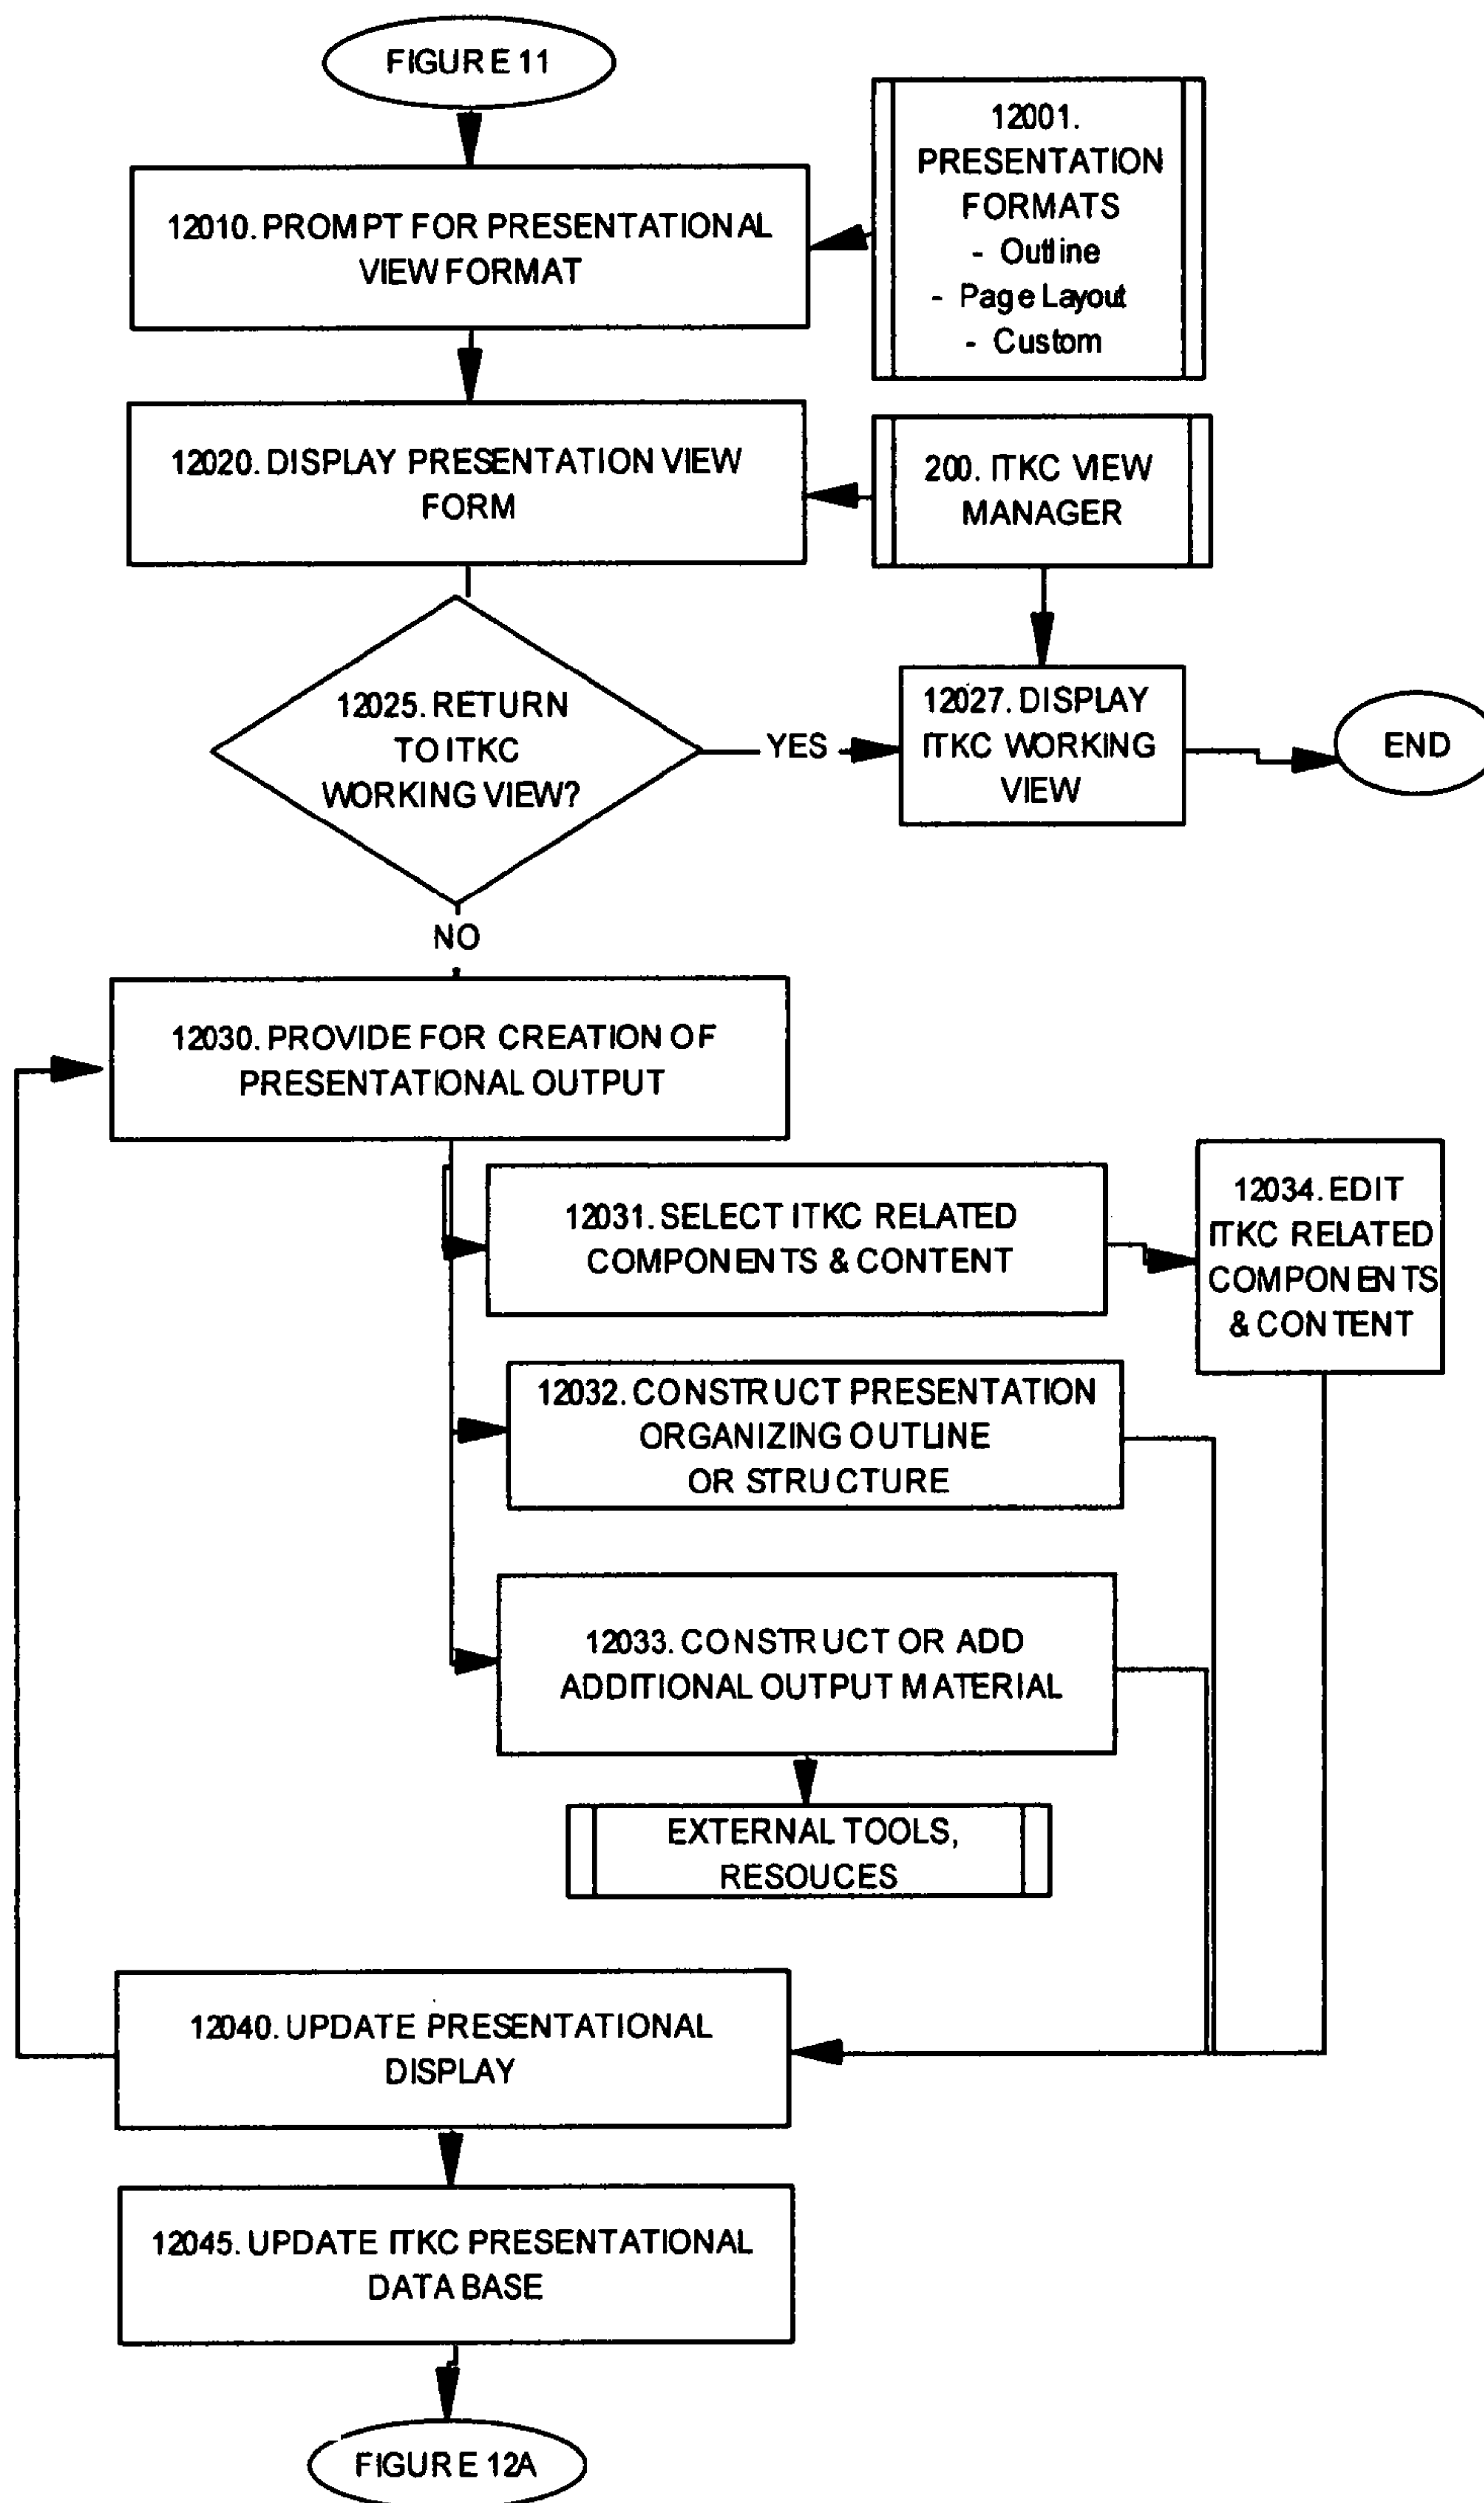 FIGURE 11
12001.
PRESENTATION
FORMATS
- Outline
- Page Layout
- Custom
12010. PROMPT FOR PRESENTATIONAL
VIEW FORMAT
12020. DISPLAY PRESENTATION VIEW
FORM
200. ITKC VIEW
MANAGER
12025. RETURN
TO ITKC
WORKING VIEW?
YES
12027. DISPLAY
ITKC WORKING
VIEW
END
NO
12030. PROVIDE FOR CREATION OF
PRESENTATIONAL OUTPUT
12031. SELECT ITKC RELATED
COMPONENTS & CONTENT
12034. EDIT
ITKC RELATED
COMPONENTS
& CONTENT
12032. CONSTRUCT PRESENTATION
ORGANIZING OUTLINE
OR STRUCTURE
12033. CONSTRUCT OR ADD
ADDITIONAL OUTPUT MATERIAL
EXTERNAL TOOLS,
RESOUCES
12040. UPDATE PRESENTATIONAL
DISPLAY
12045. UPDATE ITKC PRESENTATIONAL
DATA BASE
FIGURE 12A